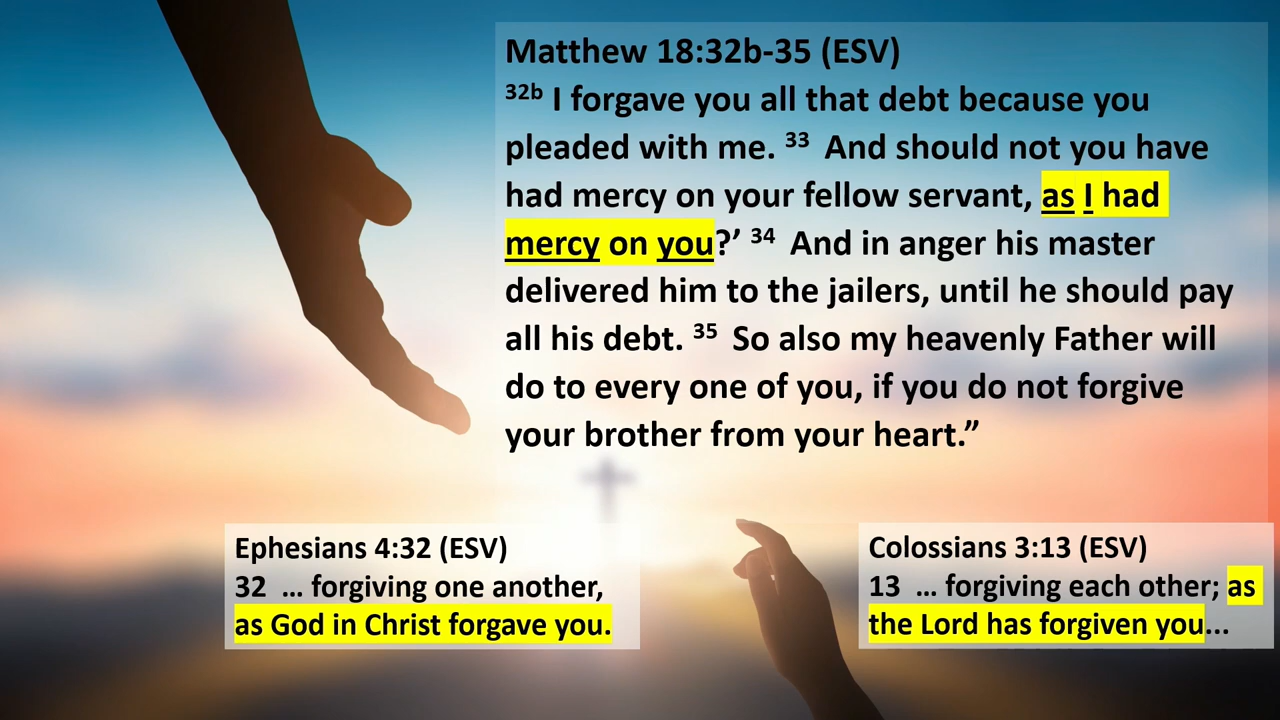 Matthew 18:32b-35 (ESV)
32b I forgave you all that debt because you
pleaded with me. 33 And should not you have
had mercy on your fellow servant, as I had
mercy on you?’ 34 And in anger his master
delivered him to the jailers, until he should pay
all his debt. 35 So also my heavenly Father will
do to every one of you, if you do not forgive
your brother from your heart.”
Ephesians 4:32 (ESV)
32 … forgiving one another,
as God in Christ forgave you.
Colossians 3:13 (ESV)
13 … forgiving each other; as
the Lord has forgiven you...